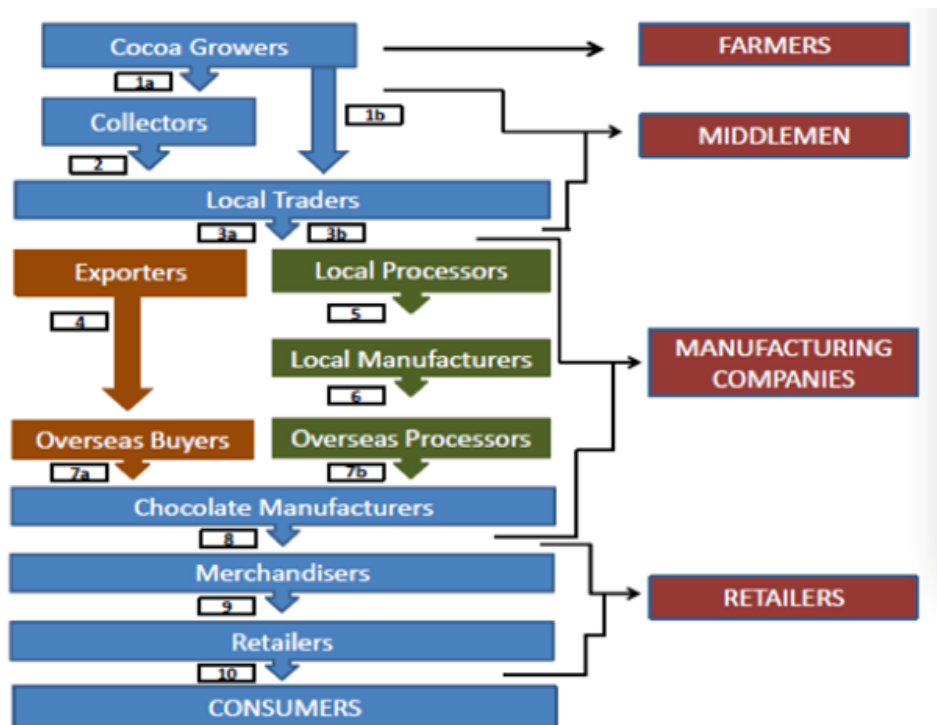 Cocoa Growers
FARMERS
1a
1b
Collectors
MIDDLEMEN
2
Local Traders
3a
3b
Exporters
Local Processors
4
5
Local Manufacturers
MANUFACTURING
COMPANIES
6
Overseas Buyers
Overseas Processors
7a
7b
Chocolate Manufacturers
8
Merchandisers
RETAILERS
9
Retailers
10
CONSUMERS